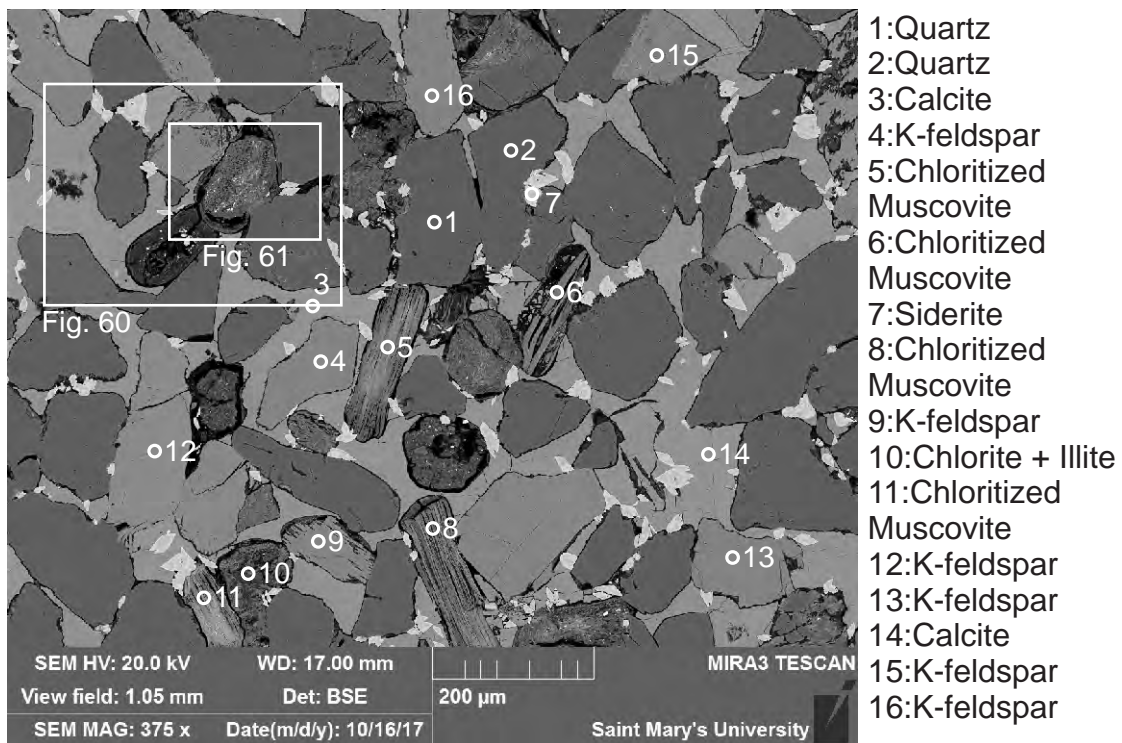 15
16
2
7
1
6
Fig. 61
3
Fig. 60
4
5
12
14
8
9
13
10
11
SEM HV: 20.0 kV
WD: 17.00 mm
MIRA3 TESCAN
View field: 1.05 mm
Det: BSE
200 µm
SEM MAG: 375 x
Date(m/d/y): 10/16/17
Saint Mary's University
1:Quartz
2:Quartz
3:Calcite
4:K-feldspar
5:Chloritized
Muscovite
6:Chloritized
Muscovite
7:Siderite
8:Chloritized
Muscovite
9:K-feldspar
10:Chlorite + Illite
11:Chloritized
Muscovite
12:K-feldspar
13:K-feldspar
14:Calcite
15:K-feldspar
16:K-feldspar